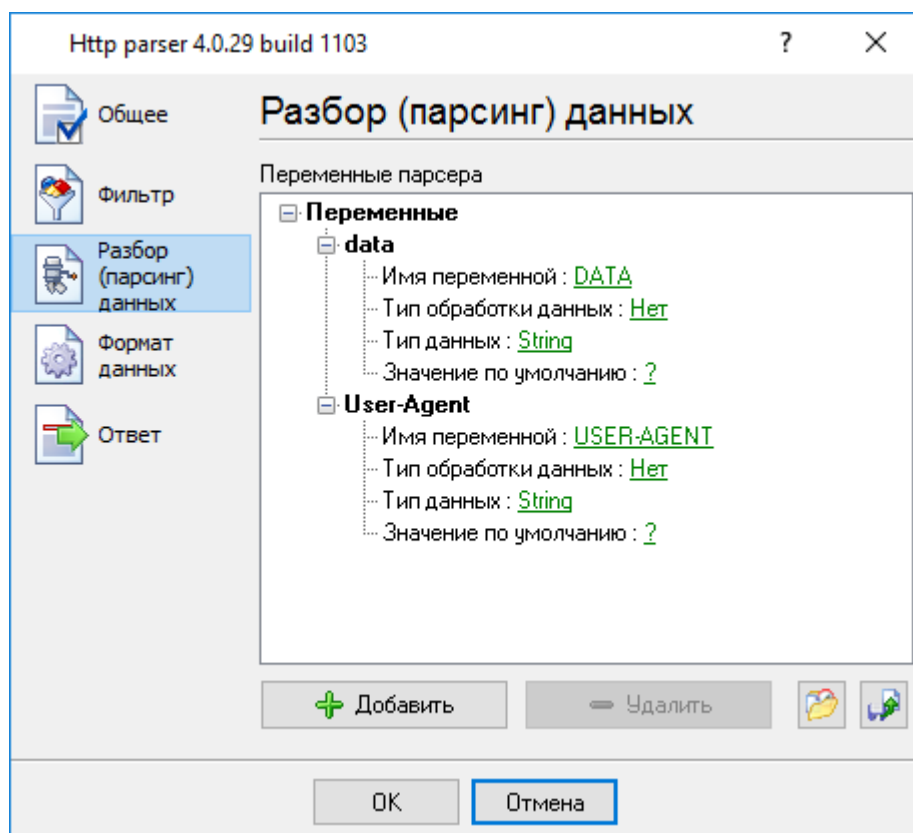 Http parser 4.0.29 build 1103
?
Общее
Фильтр
Разбор
(парсинг)
данных
Формат
данных
Ответ
Разбор (парсинг) данных
Переменные парсера
Переменные
data
Имя переменной : DATA
Тип обработки данных : Нет
Тип данных : String
Значение по умолчанию : ?
User-Agent
Имя переменной : USER-AGENT
Тип обработки данных : Нет
Тип данных : String
Значение по умолчанию : ?
Добавить
Удалить
OK
Отмена